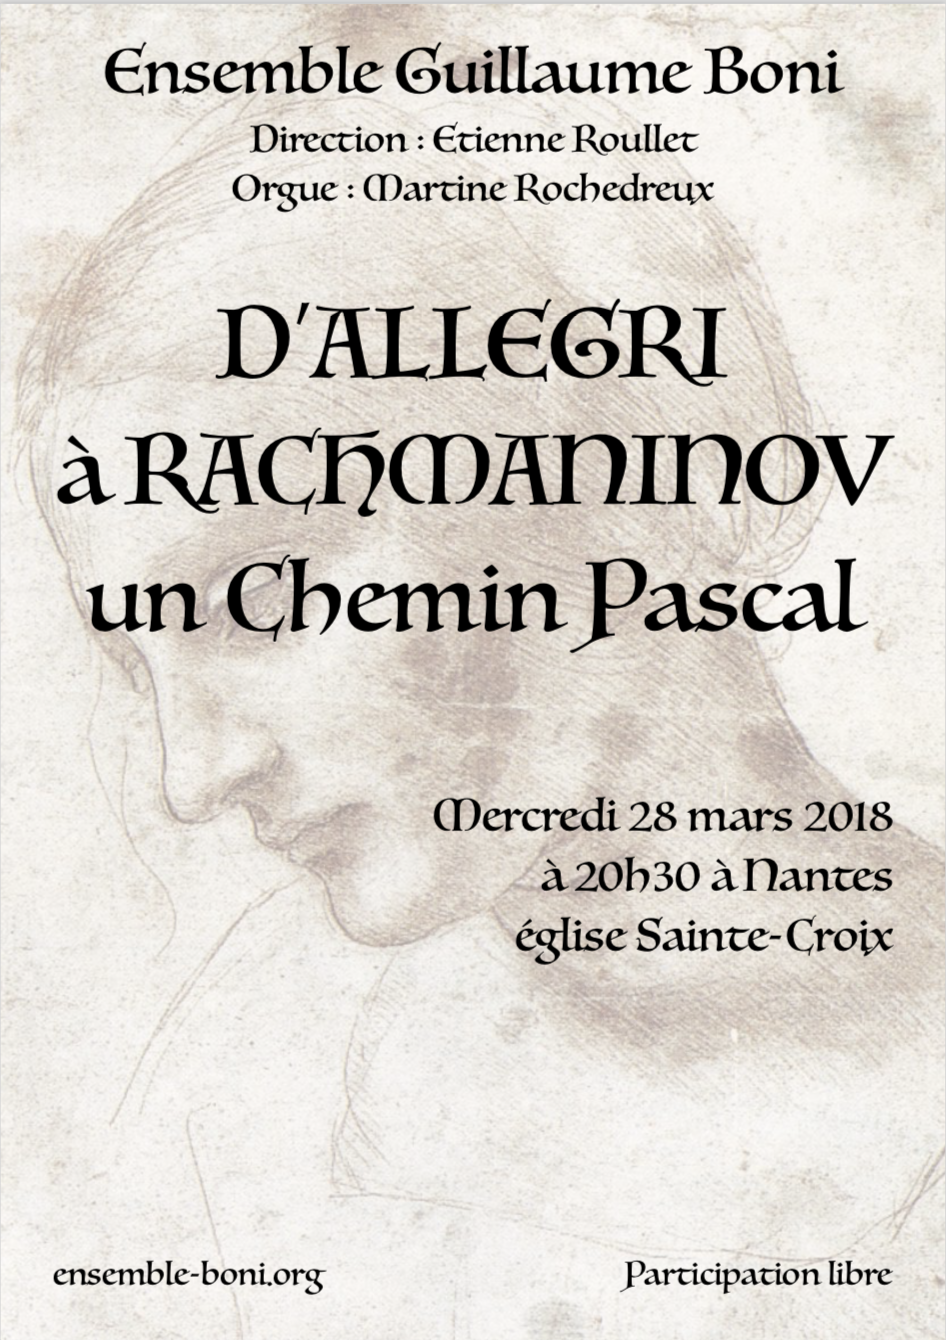 Ensemble Guillaume Boni
Direction : Etienne Roullet
Orgue : Martine Rochedreux
D'ALLEGRI
à RACHMANINOV
un Chemin Pascal
Mercredi 28 mars 2018
à 20h30 à Nantes
église Sainte-Croix
ensemble-boni.org
Participation libre